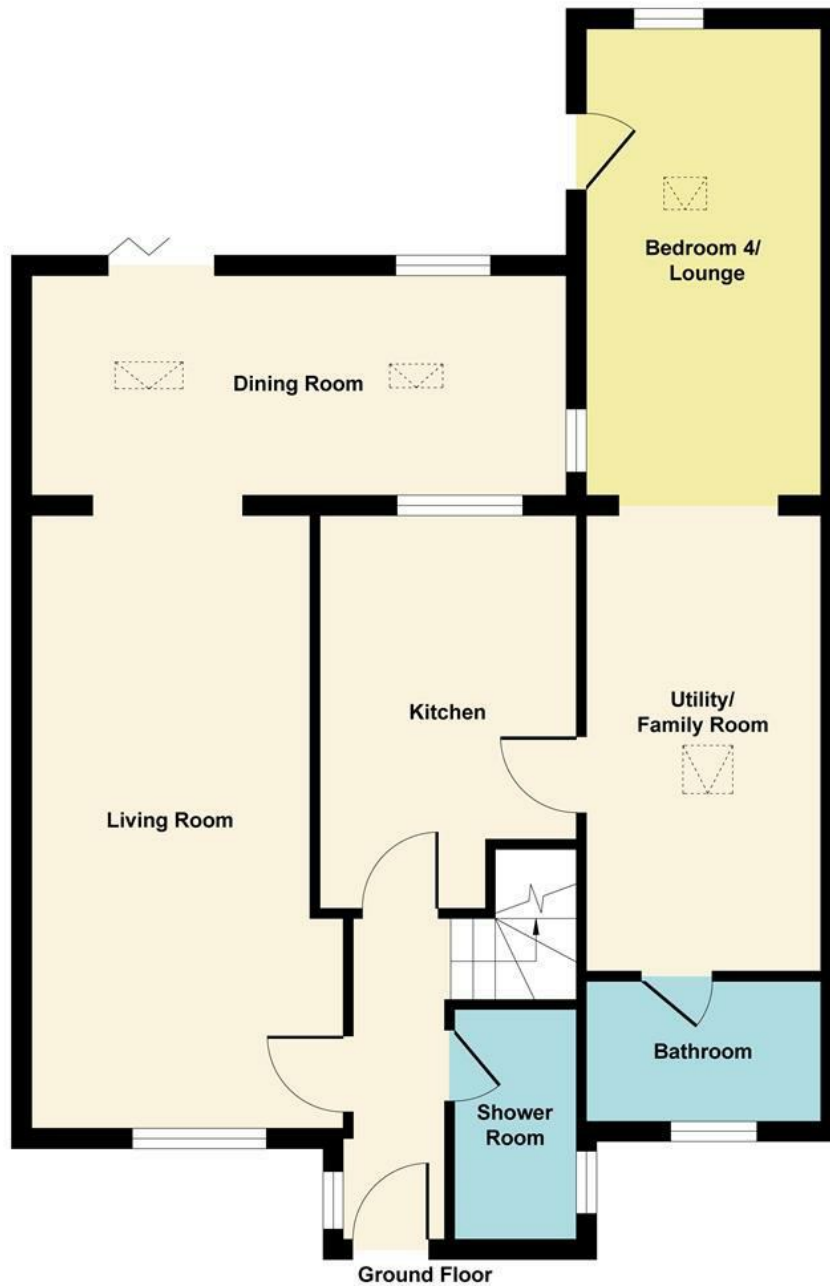 Bedroom 4/
Lounge
Dining Room
Utility/
Family Room
Kitchen
Living Room
Bathroom
Shower
Room
Ground Floor